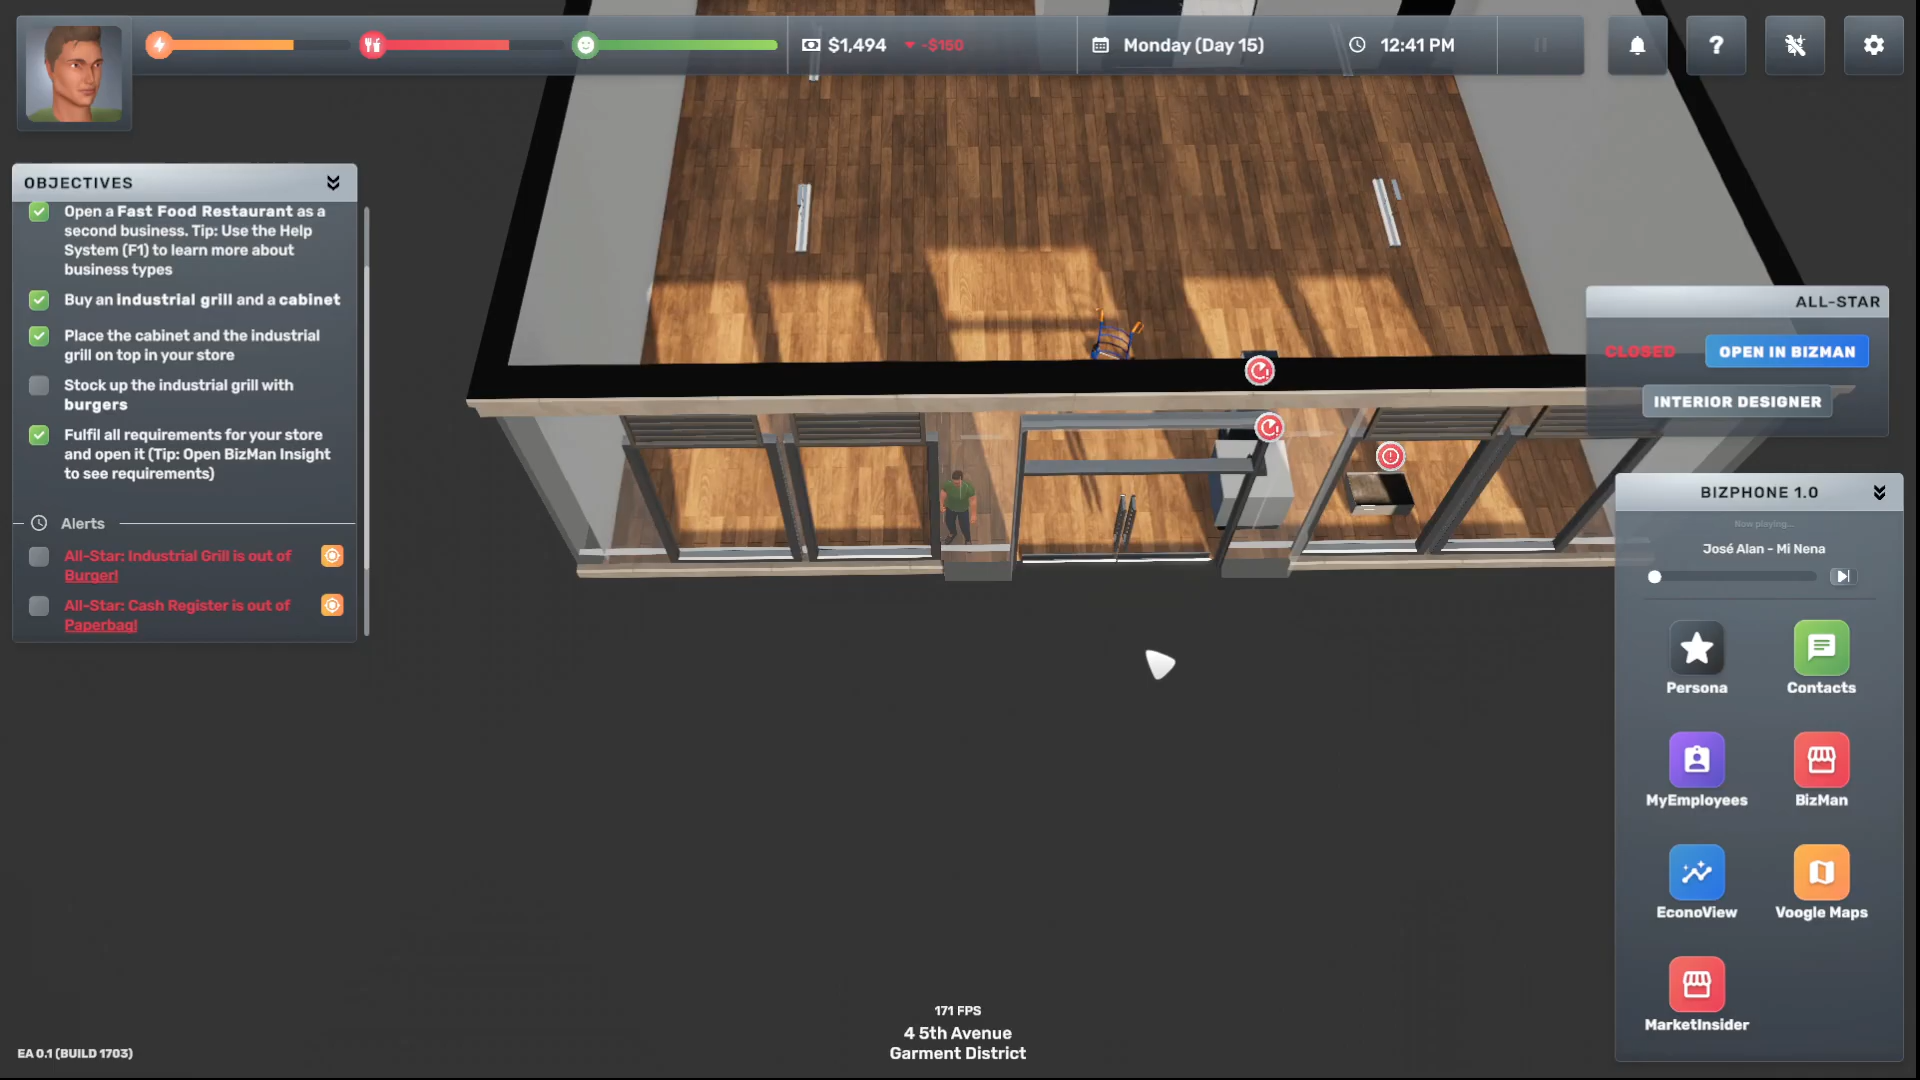 $1,494
-$150
Monday (Day 15)
12:41 PM
?
OBJECTIVES
Open a Fast Food Restaurant as a
second business. Tip: Use the Help
System (F1) to learn more about
business types
Buy an industrial grill and a cabinet
Place the cabinet and the industrial
grill on top in your store
Stock up the industrial grill with
burgers
Fulfil all requirements for your store
and open it (Tip: Open BizMan Insight
to see requirements)
Alerts
All-Star: Industrial Grill is out of
Burger!
All-Star: Cash Register is out of
Paperbag!
ALL-STAR
CLOSED
OPEN IN BIZMAN
INTERIOR DESIGNER
BIZPHONE 1.0
Now playing...
José Alan - Mi Nena
Persona
Contacts
MyEmployees
BizMan
EconoView
Voogle Maps
MarketInsider
171 FPS
4 5th Avenue
Garment District
EA 0.1 (BUILD 1703)